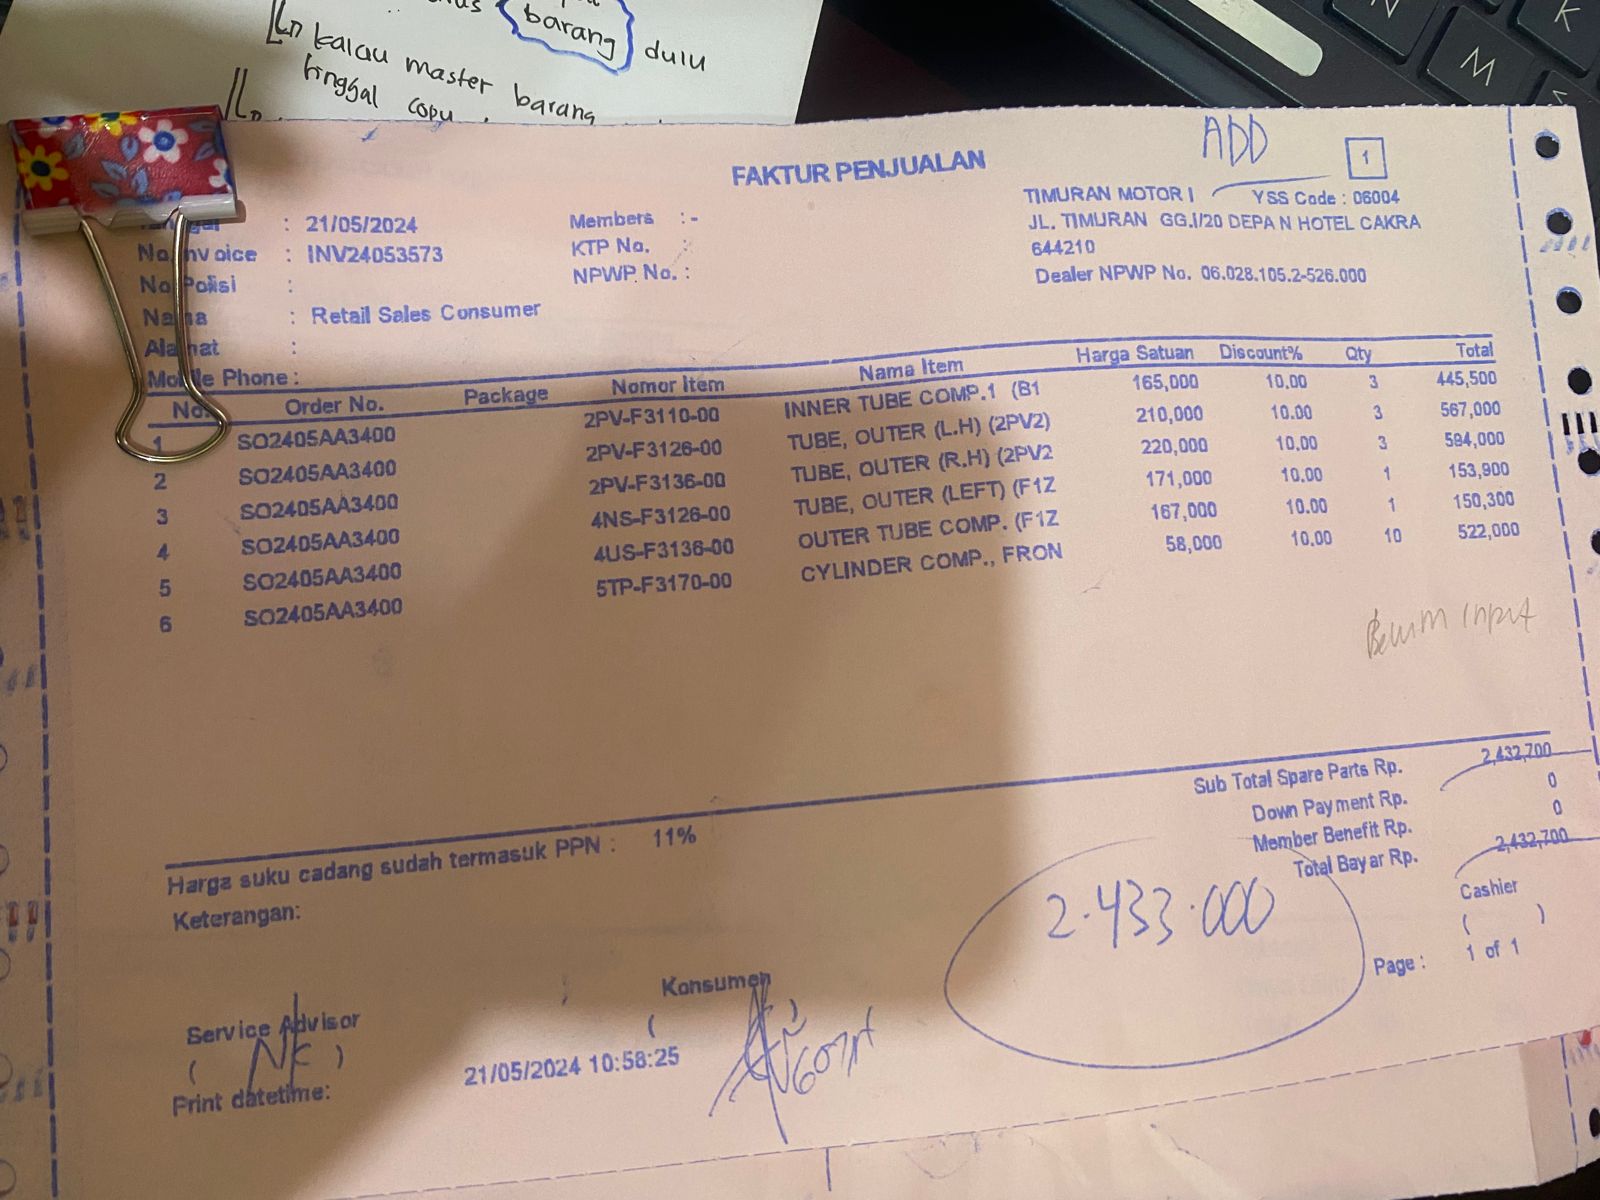 barang dulu
kalau master barang
tinggal copy
ADD
1
FAKTUR PENJUALAN
TIMURAN MOTOR I YSS Code : 06004
JL. TIMURAN GG.I/20 DEPA N HOTEL CAKRA
644210
Dealer NPWP No. 06.028.105.2-526.000
: 21/05/2024
No. Invoice : INV24053573
No Polisi :
Nama : Retail Sales Consumer
Alamat :
Mobile Phone :
Members : -
KTP No. :
NPWP No. :
No. Order No. Package Nomor Item Nama Item Harga Satuan Discount% Qty Total
1 SO2405AA3400 2PV-F3110-00 INNER TUBE COMP.1 (B1 165,000 10.00 3 445,500
2 SO2405AA3400 2PV-F3126-00 TUBE, OUTER (L.H) (2PV2) 210,000 10.00 3 567,000
3 SO2405AA3400 2PV-F3136-00 TUBE, OUTER (R.H) (2PV2 220,000 10.00 3 594,000
4 SO2405AA3400 4NS-F3126-00 TUBE, OUTER (LEFT) (F1Z 171,000 10.00 1 153,900
5 SO2405AA3400 4US-F3136-00 OUTER TUBE COMP. (F1Z 167,000 10.00 1 150,300
6 SO2405AA3400 5TP-F3170-00 CYLINDER COMP., FRON 58,000 10.00 10 522,000
Belum input
Sub Total Spare Parts Rp. 2,432,700
Down Payment Rp. 0
Member Benefit Rp. 0
Total Bayar Rp. 2,432,700
Harga suku cadang sudah termasuk PPN : 11%
Keterangan:
2.433.000
Cashier
( )
Page : 1 of 1
Service Advisor
Konsumen
Print datetime: 21/05/2024 10:58:25
N
M
K